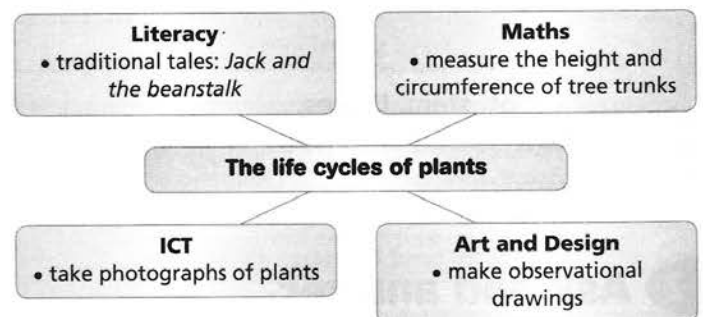 Literacy
• traditional tales: Jack and
the beanstalk
Maths
• measure the height and
circumference of tree trunks
The life cycles of plants
ICT
• take photographs of plants
Art and Design
• make observational
drawings